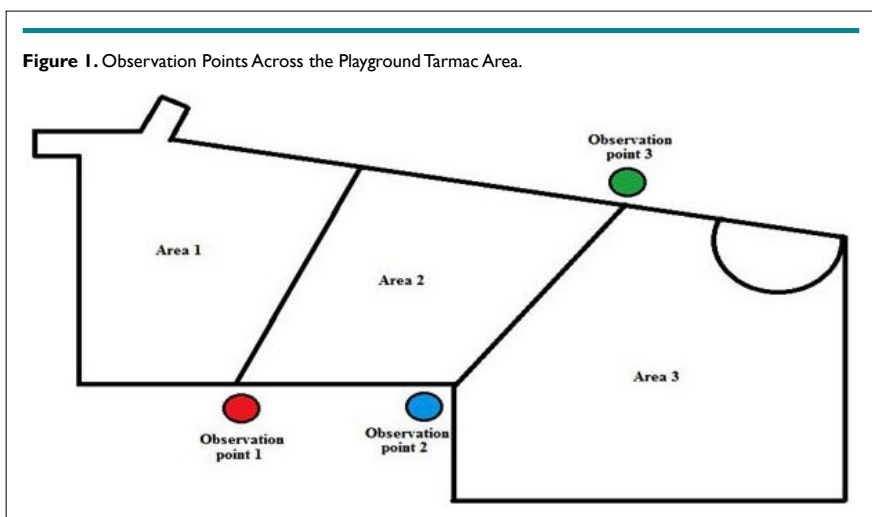 Figure 1. Observation Points Across the Playground Tarmac Area.
Observation
point 3
Area 1
Area 2
Area 3
Observation
point 1
Observation
point 2